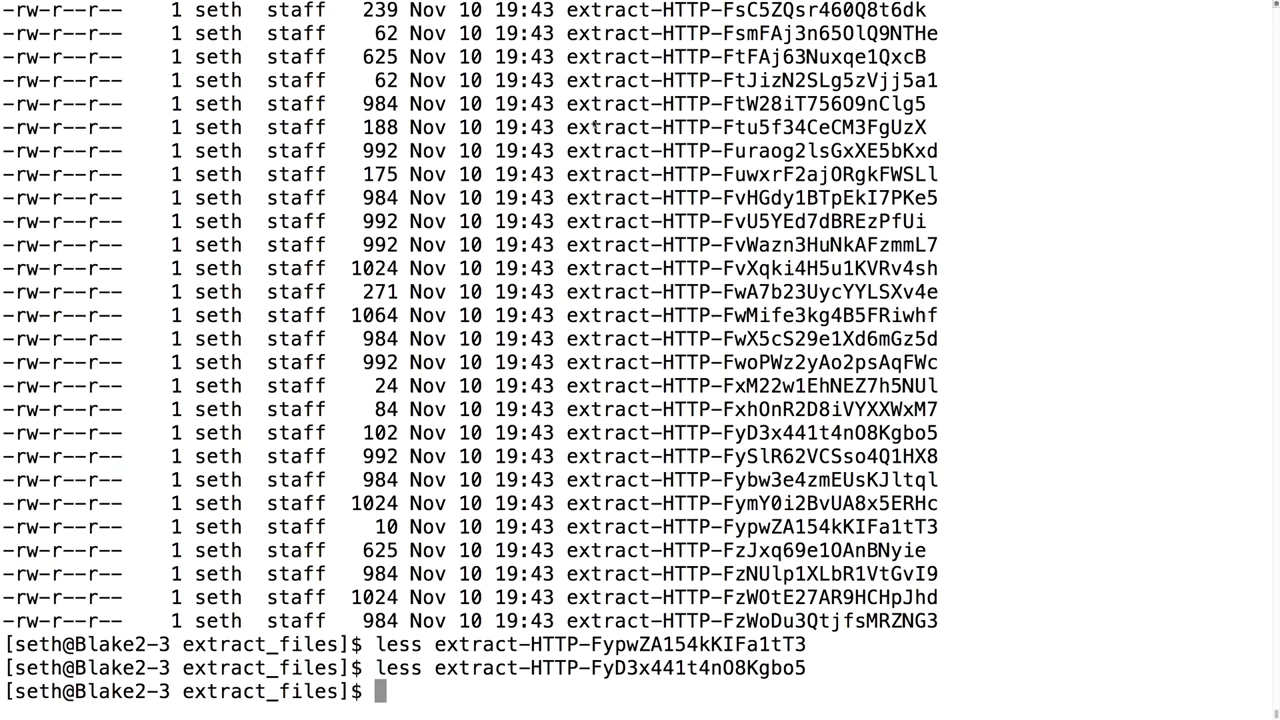 -rw-r--r-- 1 seth staff 239 Nov 10 19:43 extract-HTTP-FsC5ZQsr460Q8t6dk
-rw-r--r-- 1 seth staff 62 Nov 10 19:43 extract-HTTP-FsmFAj3n65OlQ9NTHe
-rw-r--r-- 1 seth staff 625 Nov 10 19:43 extract-HTTP-FtFAj63Nuxqe1QxcB
-rw-r--r-- 1 seth staff 62 Nov 10 19:43 extract-HTTP-FtJizN2SLg5zVjj5a1
-rw-r--r-- 1 seth staff 984 Nov 10 19:43 extract-HTTP-FtW28iT756O9nClg5
-rw-r--r-- 1 seth staff 188 Nov 10 19:43 extract-HTTP-Ftu5f34CeCM3FgUzX
-rw-r--r-- 1 seth staff 992 Nov 10 19:43 extract-HTTP-Furaog2lsGxXE5bKxd
-rw-r--r-- 1 seth staff 175 Nov 10 19:43 extract-HTTP-FuwxrF2ajORgkFWSLl
-rw-r--r-- 1 seth staff 984 Nov 10 19:43 extract-HTTP-FvHGdy1BTpEkI7PKe5
-rw-r--r-- 1 seth staff 992 Nov 10 19:43 extract-HTTP-FvU5YEd7dBREzPfUi
-rw-r--r-- 1 seth staff 992 Nov 10 19:43 extract-HTTP-FvWazn3HuNkAFzmmL7
-rw-r--r-- 1 seth staff 1024 Nov 10 19:43 extract-HTTP-FvXqki4H5u1KVRv4sh
-rw-r--r-- 1 seth staff 271 Nov 10 19:43 extract-HTTP-FwA7b23UycYYLSXv4e
-rw-r--r-- 1 seth staff 1064 Nov 10 19:43 extract-HTTP-FwMife3kg4B5FRiwhf
-rw-r--r-- 1 seth staff 984 Nov 10 19:43 extract-HTTP-FwX5cS29e1Xd6mGz5d
-rw-r--r-- 1 seth staff 992 Nov 10 19:43 extract-HTTP-FwoPWz2yAo2psAqFWc
-rw-r--r-- 1 seth staff 24 Nov 10 19:43 extract-HTTP-FxM22w1EhNEZ7h5NUl
-rw-r--r-- 1 seth staff 84 Nov 10 19:43 extract-HTTP-FxhOnR2D8iVYXXWxM7
-rw-r--r-- 1 seth staff 102 Nov 10 19:43 extract-HTTP-FyD3x441t4nO8Kgbo5
-rw-r--r-- 1 seth staff 992 Nov 10 19:43 extract-HTTP-FySlR62VCSso4Q1HX8
-rw-r--r-- 1 seth staff 984 Nov 10 19:43 extract-HTTP-Fybw3e4zmEUsKJltql
-rw-r--r-- 1 seth staff 1024 Nov 10 19:43 extract-HTTP-FymY0i2BvUA8x5ERHc
-rw-r--r-- 1 seth staff 10 Nov 10 19:43 extract-HTTP-FypwZA154kKIFa1tT3
-rw-r--r-- 1 seth staff 625 Nov 10 19:43 extract-HTTP-FzJxq69e1OAnBNyie
-rw-r--r-- 1 seth staff 984 Nov 10 19:43 extract-HTTP-FzNUlp1XLbR1VtGvI9
-rw-r--r-- 1 seth staff 1024 Nov 10 19:43 extract-HTTP-FzWOtE27AR9HCHpJhd
-rw-r--r-- 1 seth staff 984 Nov 10 19:43 extract-HTTP-FzWoDu3QtjfsMRZNG3
[seth@Blake2-3 extract_files]$ less extract-HTTP-FypwZA154kKIFa1tT3
[seth@Blake2-3 extract_files]$ less extract-HTTP-FyD3x441t4nO8Kgbo5
[seth@Blake2-3 extract_files]$